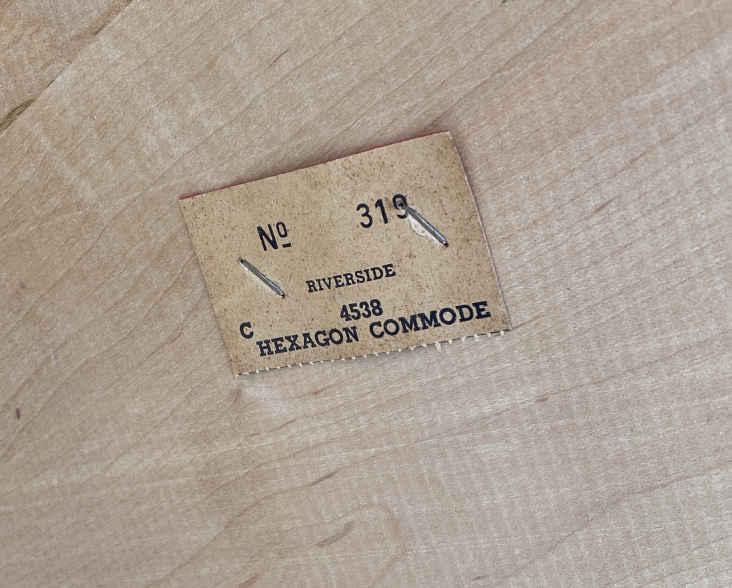 Nº 319
RIVERSIDE
4538
C HEXAGON COMMODE